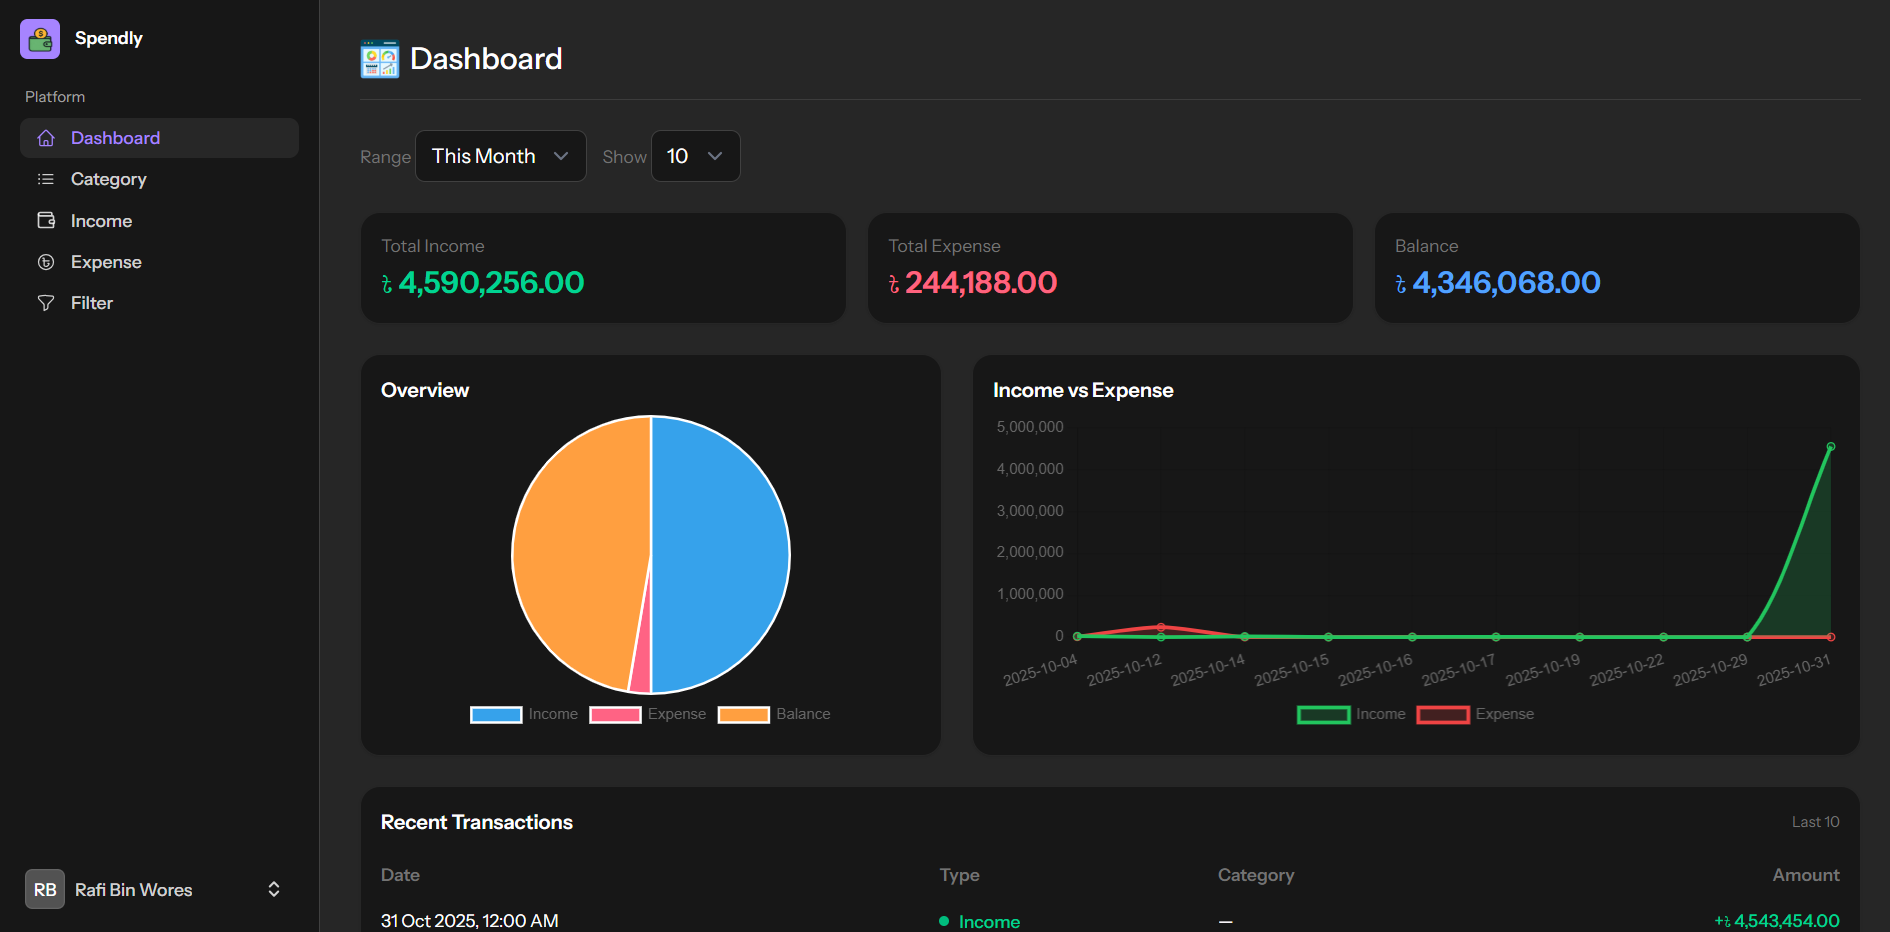 Spendly
Platform
Dashboard
Category
Income
Expense
Filter
RB Rafi Bin Wores
Dashboard
Range This Month Show 10
Total Income
৳ 4,590,256.00
Total Expense
৳ 244,188.00
Balance
৳ 4,346,068.00
Overview
Income Expense Balance
Income vs Expense
5,000,000
4,000,000
3,000,000
2,000,000
1,000,000
0
2025-10-04 2025-10-12 2025-10-14 2025-10-15 2025-10-16 2025-10-17 2025-10-19 2025-10-22 2025-10-29 2025-10-31
Income Expense
Recent Transactions Last 10
Date Type Category Amount
31 Oct 2025, 12:00 AM Income — +৳ 4,543,454.00